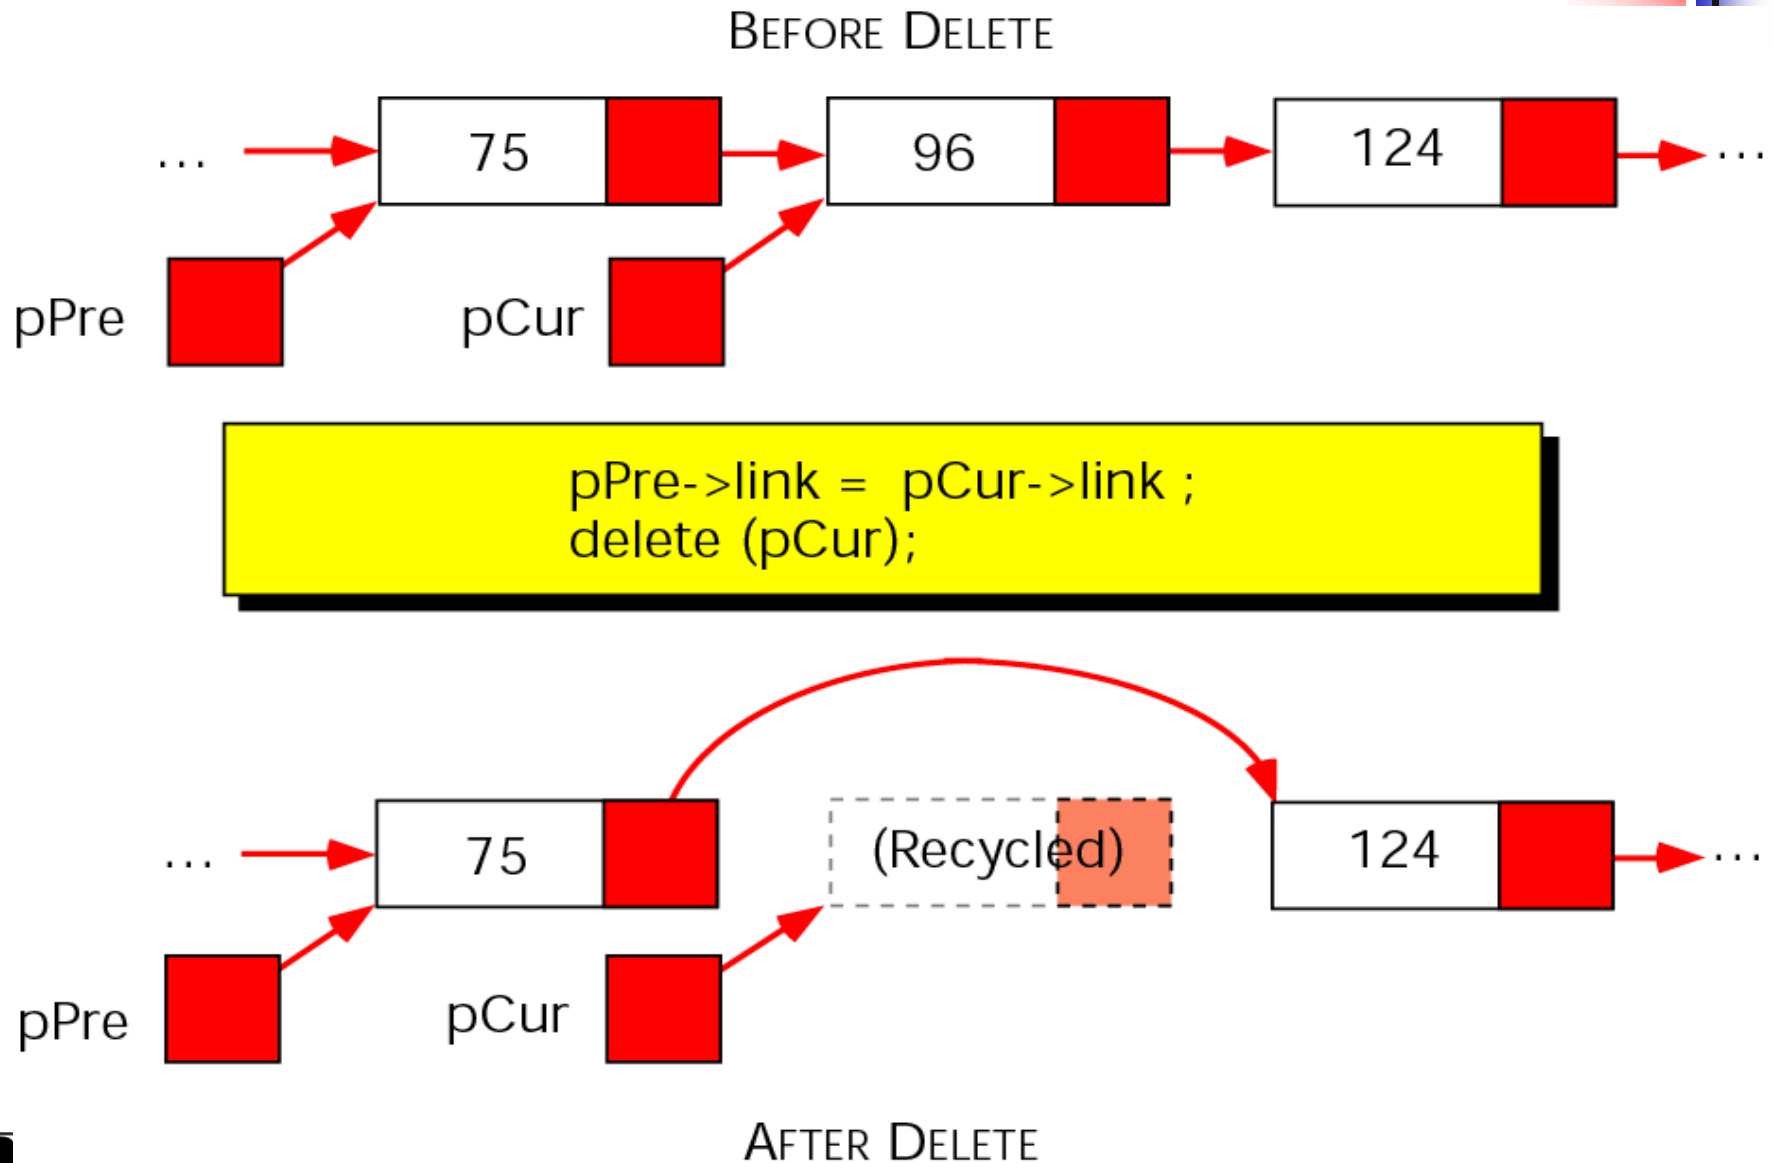 BEFORE DELETE
... 75 96 124 ...
pPre pCur
pPre->link = pCur->link ;
delete (pCur);
... 75 (Recycled) 124 ...
pPre pCur
AFTER DELETE